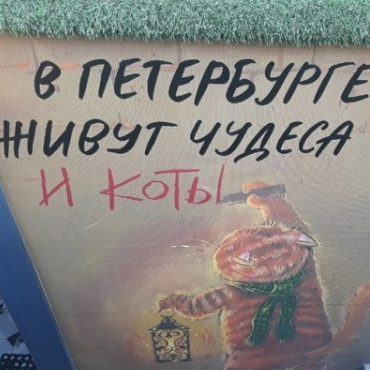 В ПЕТЕРБУРГЕ
ЖИВУТ ЧУДЕСА
И КОТЫ